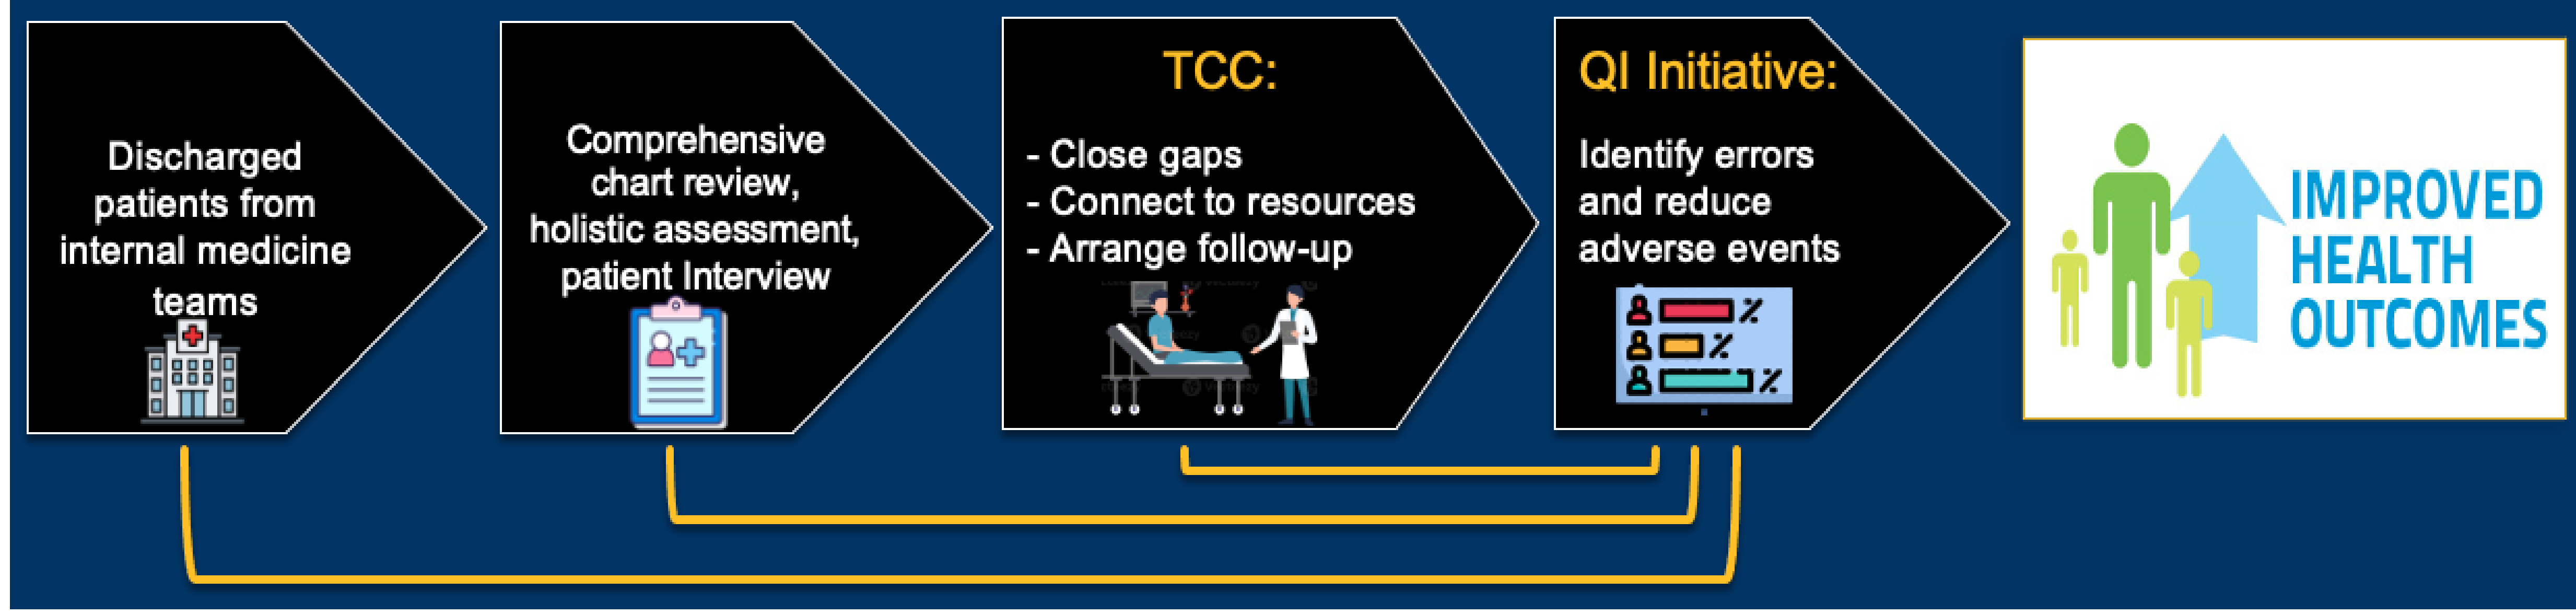 Discharged
patients from
internal medicine
teams
Comprehensive
chart review,
holistic assessment,
patient Interview
TCC:
- Close gaps
- Connect to resources
- Arrange follow-up
QI Initiative:
Identify errors
and reduce
adverse events
%
%
%
IMPROVED
HEALTH
OUTCOMES